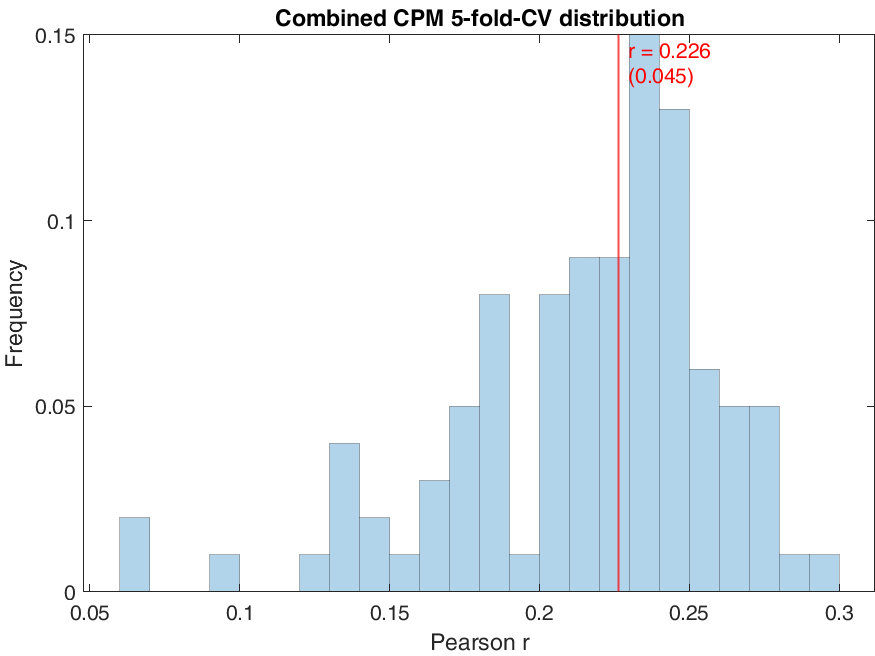 Combined CPM 5-fold-CV distribution
0.15
r = 0.226
(0.045)
0.1
Frequency
0.05
0
0.05 0.1 0.15 0.2 0.25 0.3
Pearson r